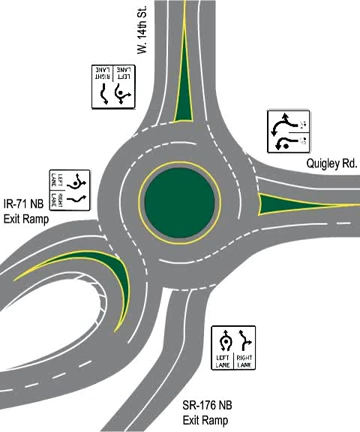 W. 14th St.
RIGHT LANE
LEFT LANE
Quigley Rd.
LEFT LANE
RIGHT LANE
IR-71 NB
Exit Ramp
LEFT LANE
RIGHT LANE
SR-176 NB
Exit Ramp